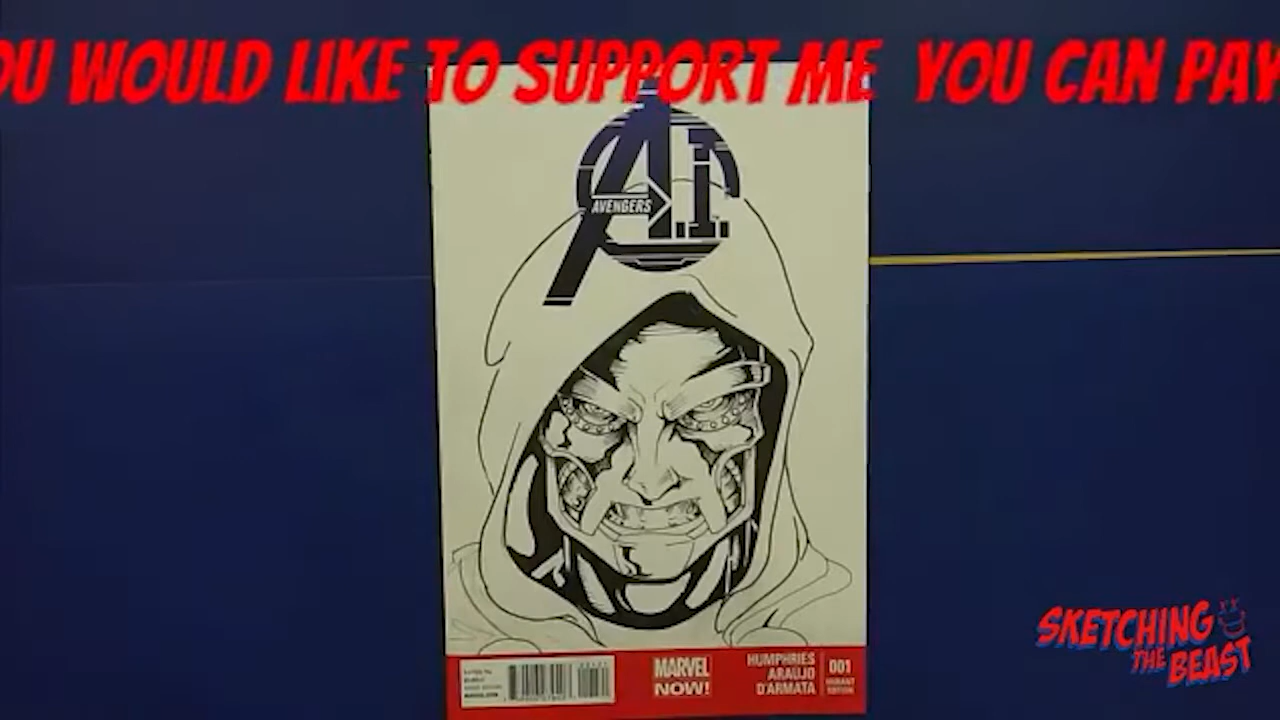 OU WOULD LIKE TO SUPPORT ME YOU CAN PAY
A.I.
AVENGERS
MARVEL
NOW!
HUMPHRIES
ARAUJO
D'ARMATA
001
VARIANT
EDITION
SKETCHING
THE BEAST